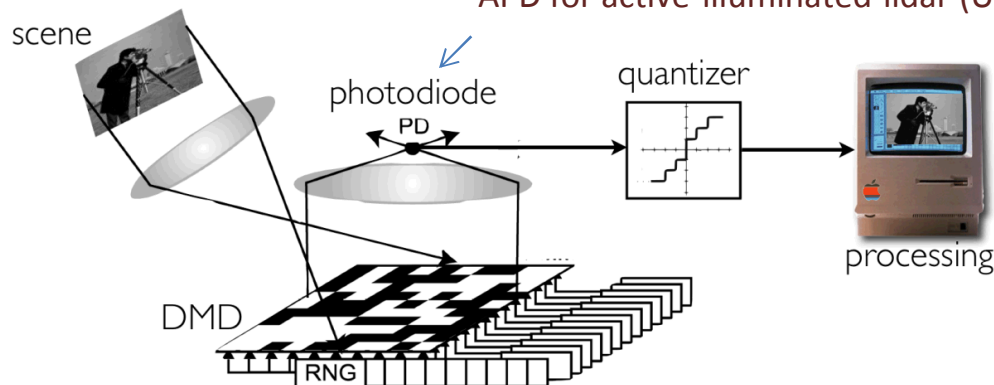 APD for active-illuminated lidar (U
scene
photodiode
PD
quantizer
processing
DMD
RNG